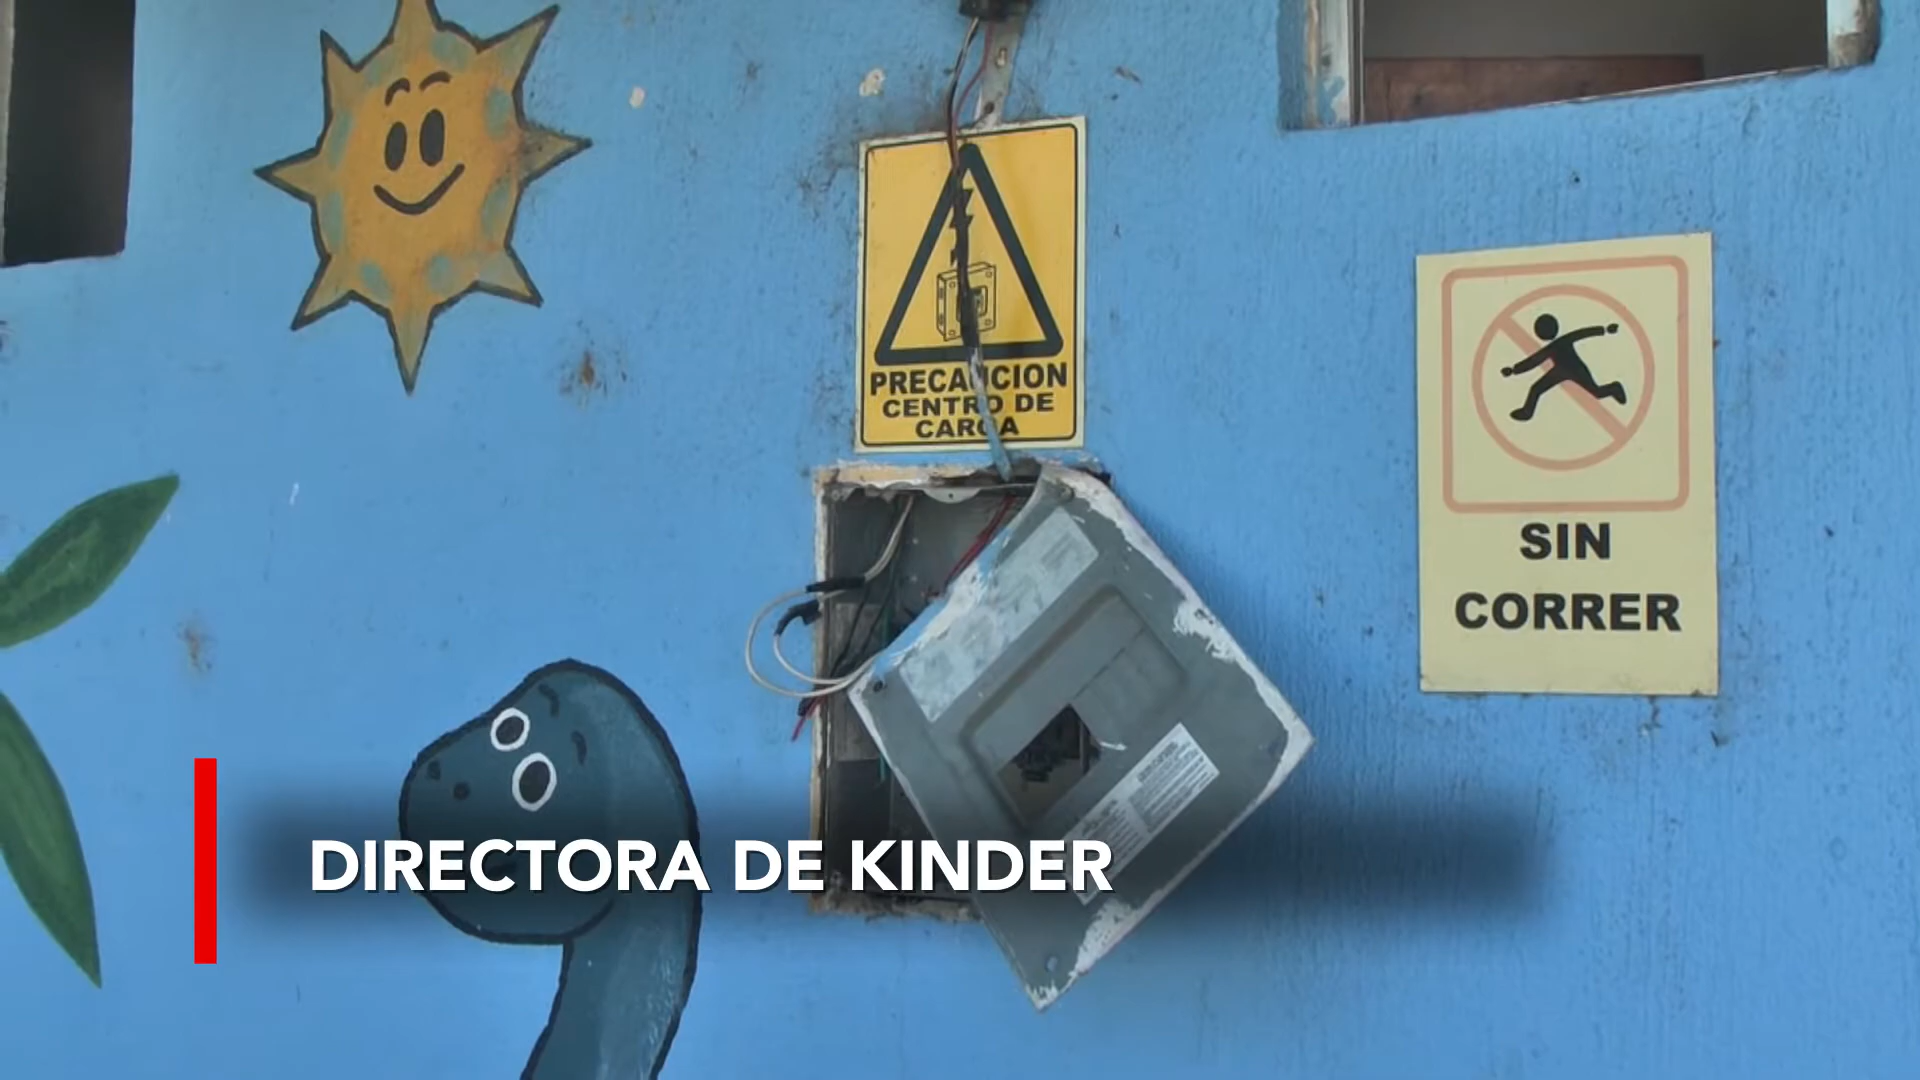 PRECAUCION
CENTRO DE
CARGA
SIN
CORRER
DIRECTORA DE KINDER